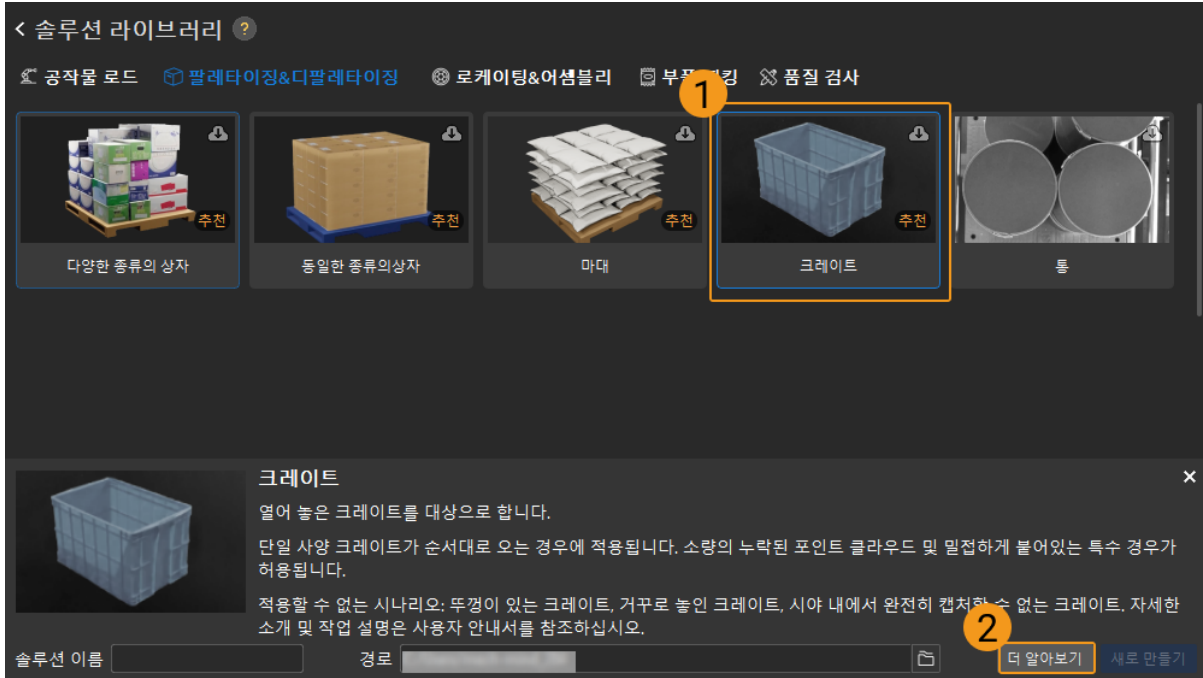 솔루션 라이브러리 ?
공작물 로드 팔레타이징&디팔레타이징 로케이팅&어셈블리 품질 검사
1
추천 추천 추천 추천
다양한 종류의 상자 동일한 종류의상자 마대 크레이트 통
크레이트
열어 놓은 크레이트를 대상으로 합니다.
단일 사양 크레이트가 순서대로 오는 경우에 적용됩니다. 소량의 누락된 포인트 클라우드 및 밀접하게 붙어있는 특수 경우가
허용됩니다.
적용할 수 없는 시나리오: 뚜껑이 있는 크레이트, 거꾸로 놓인 크레이트, 시야 내에서 완전히 캡처할 수 없는 크레이트. 자세한
소개 및 작업 설명은 사용자 안내서를 참조하십시오.
2
솔루션 이름 경로 더 알아보기 새로 만들기